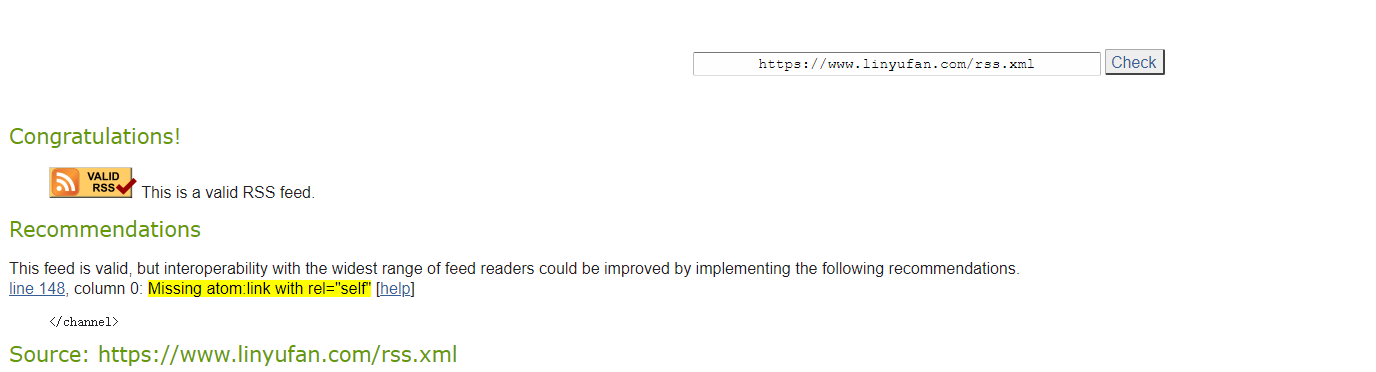 https://www.linyufan.com/rss.xml Check
Congratulations!
VALID
RSS This is a valid RSS feed.
Recommendations
This feed is valid, but interoperability with the widest range of feed readers could be improved by implementing the following recommendations.
line 148, column 0: Missing atom:link with rel="self" [help]
</channel>
Source: https://www.linyufan.com/rss.xml